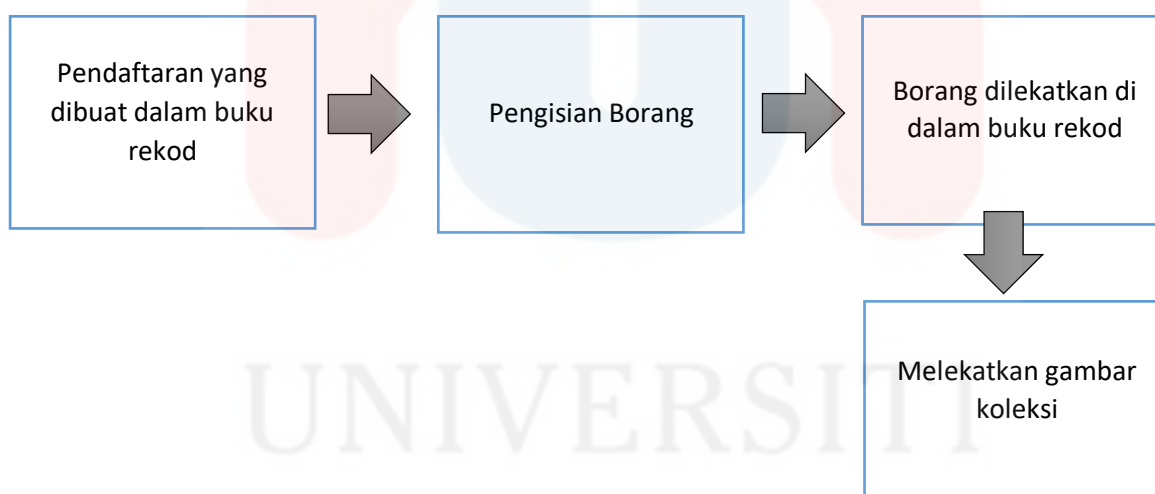 Pendaftaran yang
dibuat dalam buku
rekod
Pengisian Borang
Borang dilekatkan di
dalam buku rekod
Melekatkan gambar
koleksi
UNIVERSITI